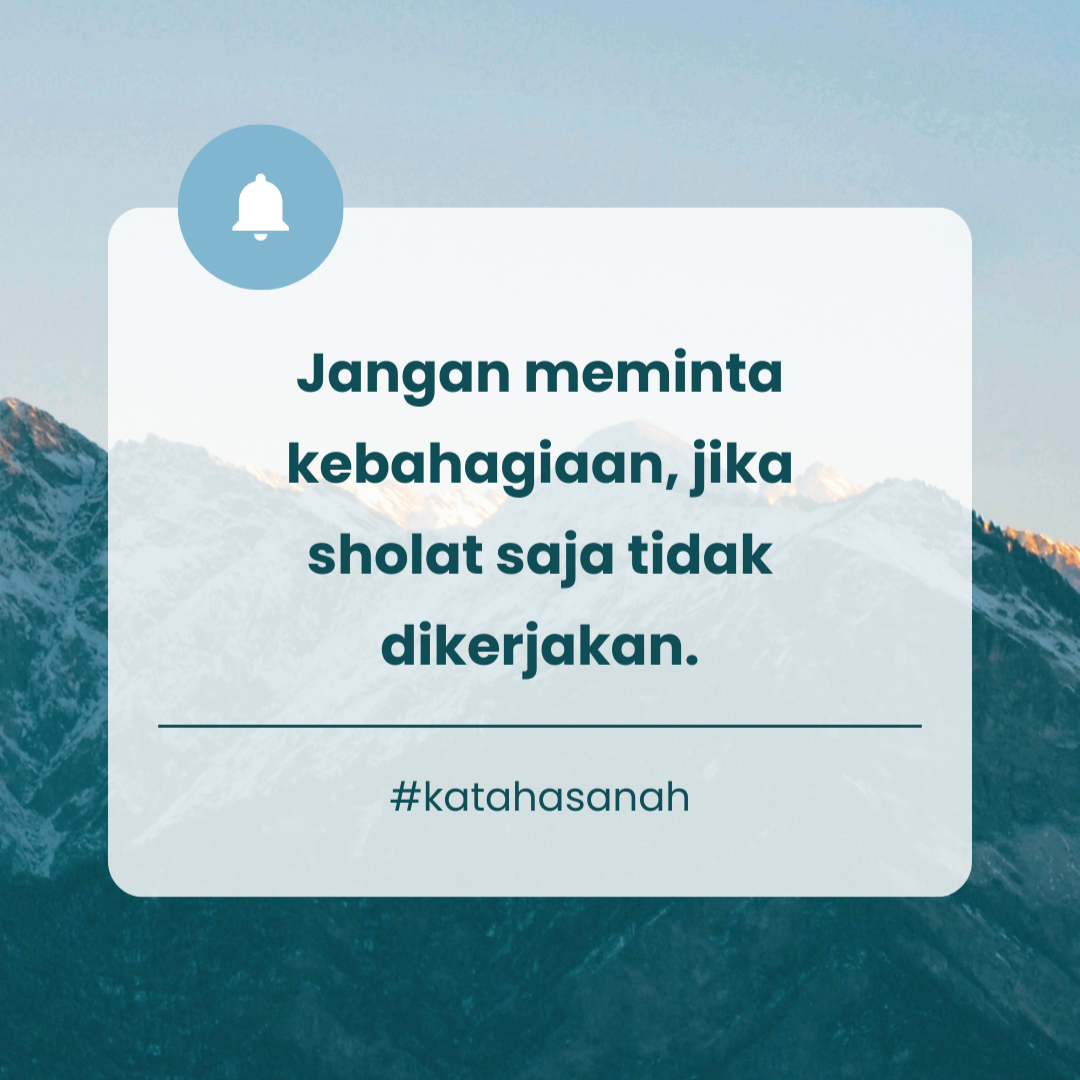 Jangan meminta
kebahagiaan, jika
sholat saja tidak
dikerjakan.
#katahasanah